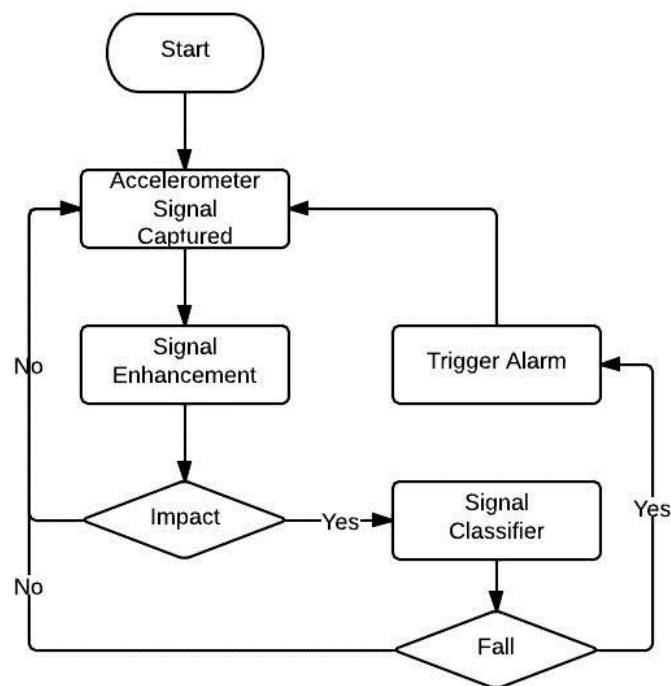 Start
Accelerometer
Signal
Captured
Signal
Enhancement
Trigger Alarm
No
Impact
Yes
Signal
Classifier
Yes
No
Fall